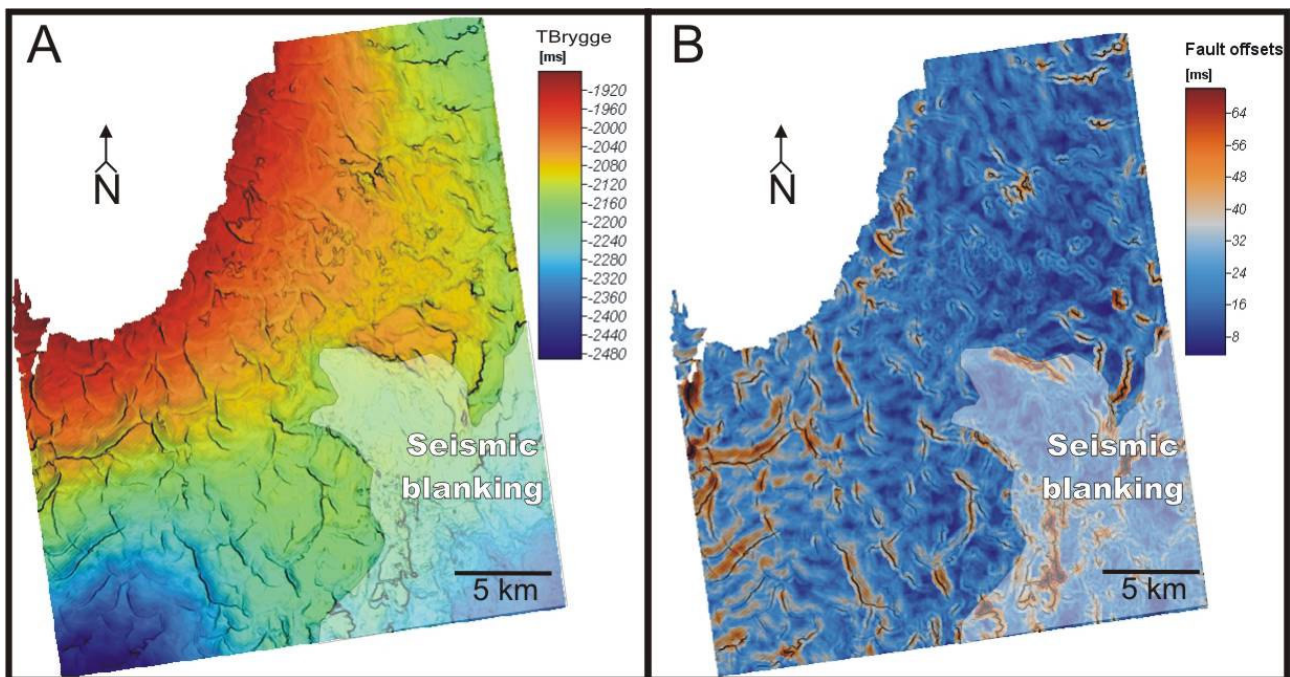 A
TBrygge
[ms]
-1920
-1960
-2000
-2040
-2080
-2120
-2160
-2200
-2240
-2280
-2320
-2360
-2400
-2440
-2480
N
Seismic
blanking
5 km
B
Fault offsets
[ms]
64
56
48
40
32
24
16
8
N
Seismic
blanking
5 km